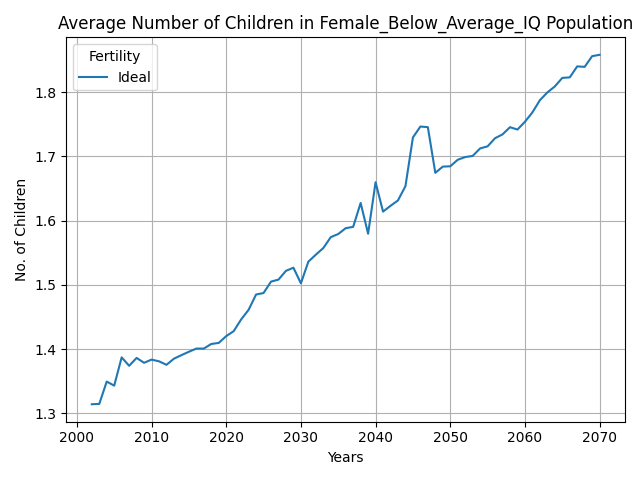 Average Number of Children in Female_Below_Average_IQ Population
Fertility
Ideal
No. of Children
1.8
1.7
1.6
1.5
1.4
1.3
2000 2010 2020 2030 2040 2050 2060 2070
Years